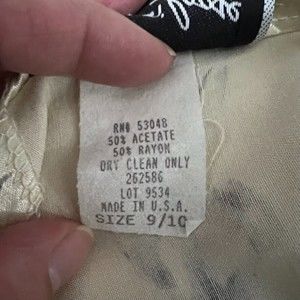 RN# 53048
50% ACETATE
50% RAYON
DRY CLEAN ONLY
262586
LOT 9534
MADE IN U.S.A.
SIZE 9/10